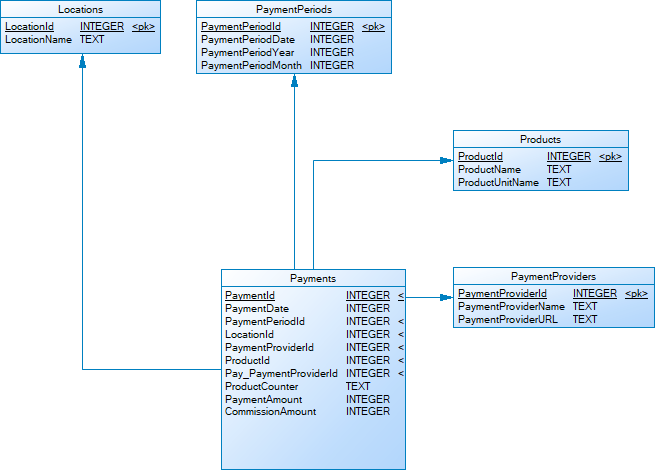 Locations
LocationId INTEGER <pk>
LocationName TEXT
PaymentPeriods
PaymentPeriodId INTEGER <pk>
PaymentPeriodDate INTEGER
PaymentPeriodYear INTEGER
PaymentPeriodMonth INTEGER
Products
ProductId INTEGER <pk>
ProductName TEXT
ProductUnitName TEXT
Payments
PaymentId INTEGER <
PaymentDate INTEGER
PaymentPeriodId INTEGER <
LocationId INTEGER <
PaymentProviderId INTEGER <
ProductId INTEGER <
Pay_PaymentProviderId INTEGER <
ProductCounter TEXT
PaymentAmount INTEGER
CommissionAmount INTEGER
PaymentProviders
PaymentProviderId INTEGER <pk>
PaymentProviderName TEXT
PaymentProviderURL TEXT